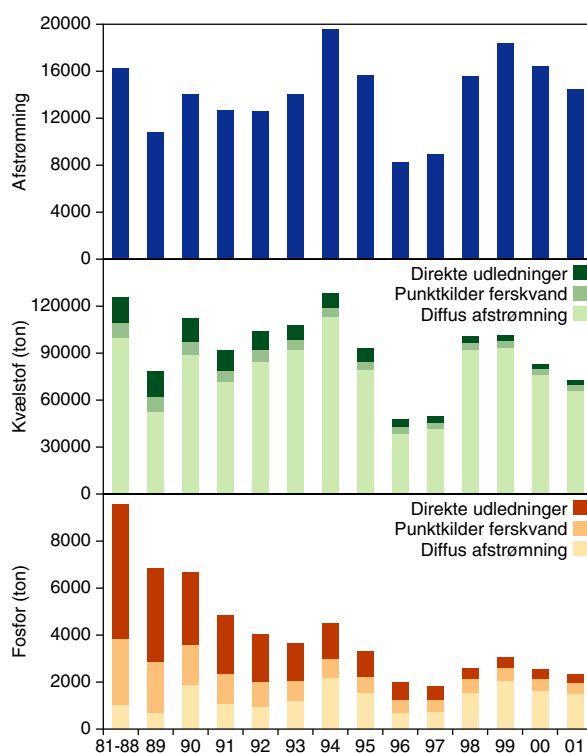 20000
16000
12000
8000
4000
0
Afstrømning
Direkte udledninger
Punktkilder ferskvand
Diffus afstrømning
120000
90000
60000
30000
0
Kvælstof (ton)
Direkte udledninger
Punktkilder ferskvand
Diffus afstrømning
8000
6000
4000
2000
0
Fosfor (ton)
81-88 89 90 91 92 93 94 95 96 97 98 99 00 01